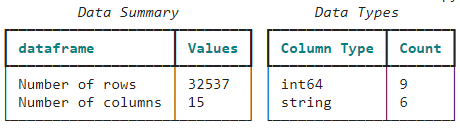 Data Summary Data Types
dataframe Values Column Type Count
Number of rows 32537 int64 9
Number of columns 15 string 6